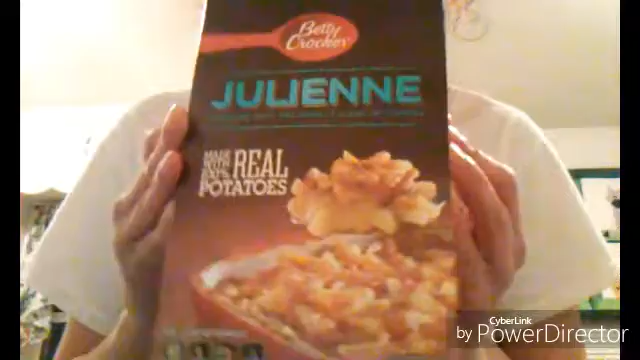 Betty
Crocker
JULIENNE
MADE
WITH
100%
REAL
POTATOES
CyberLink
by PowerDirector